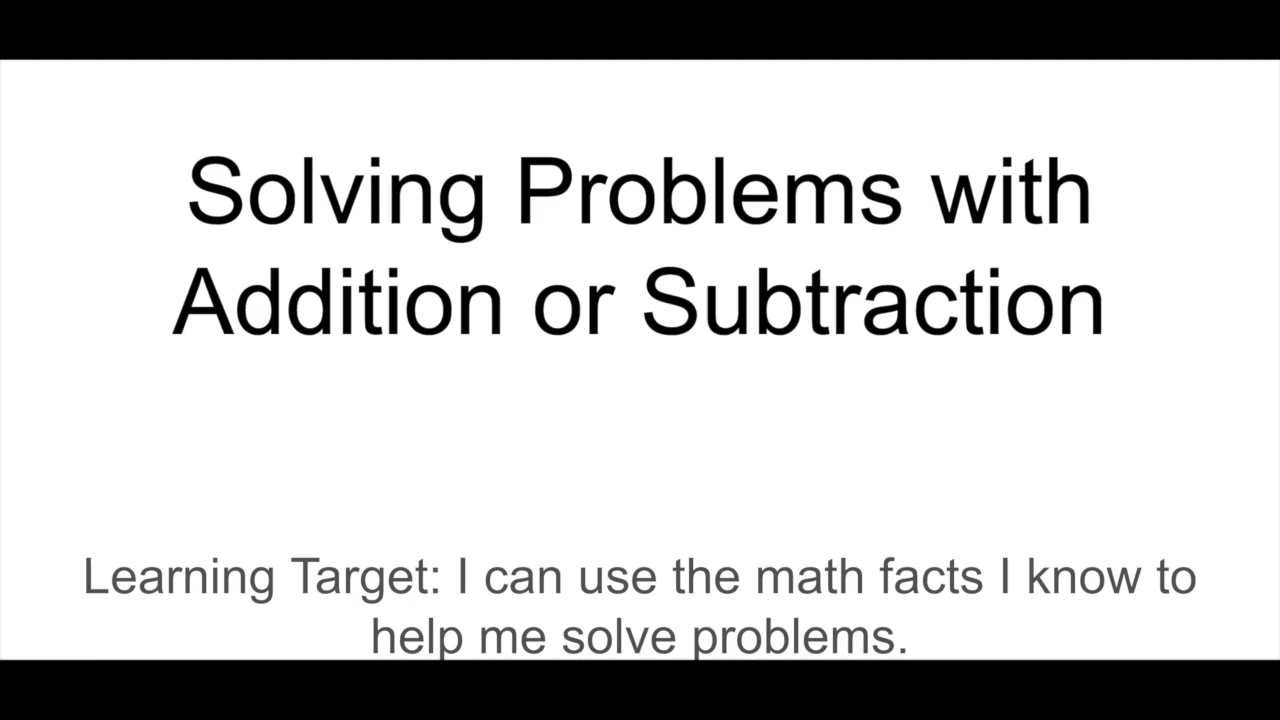 Solving Problems with
Addition or Subtraction
Learning Target: I can use the math facts I know to
help me solve problems.